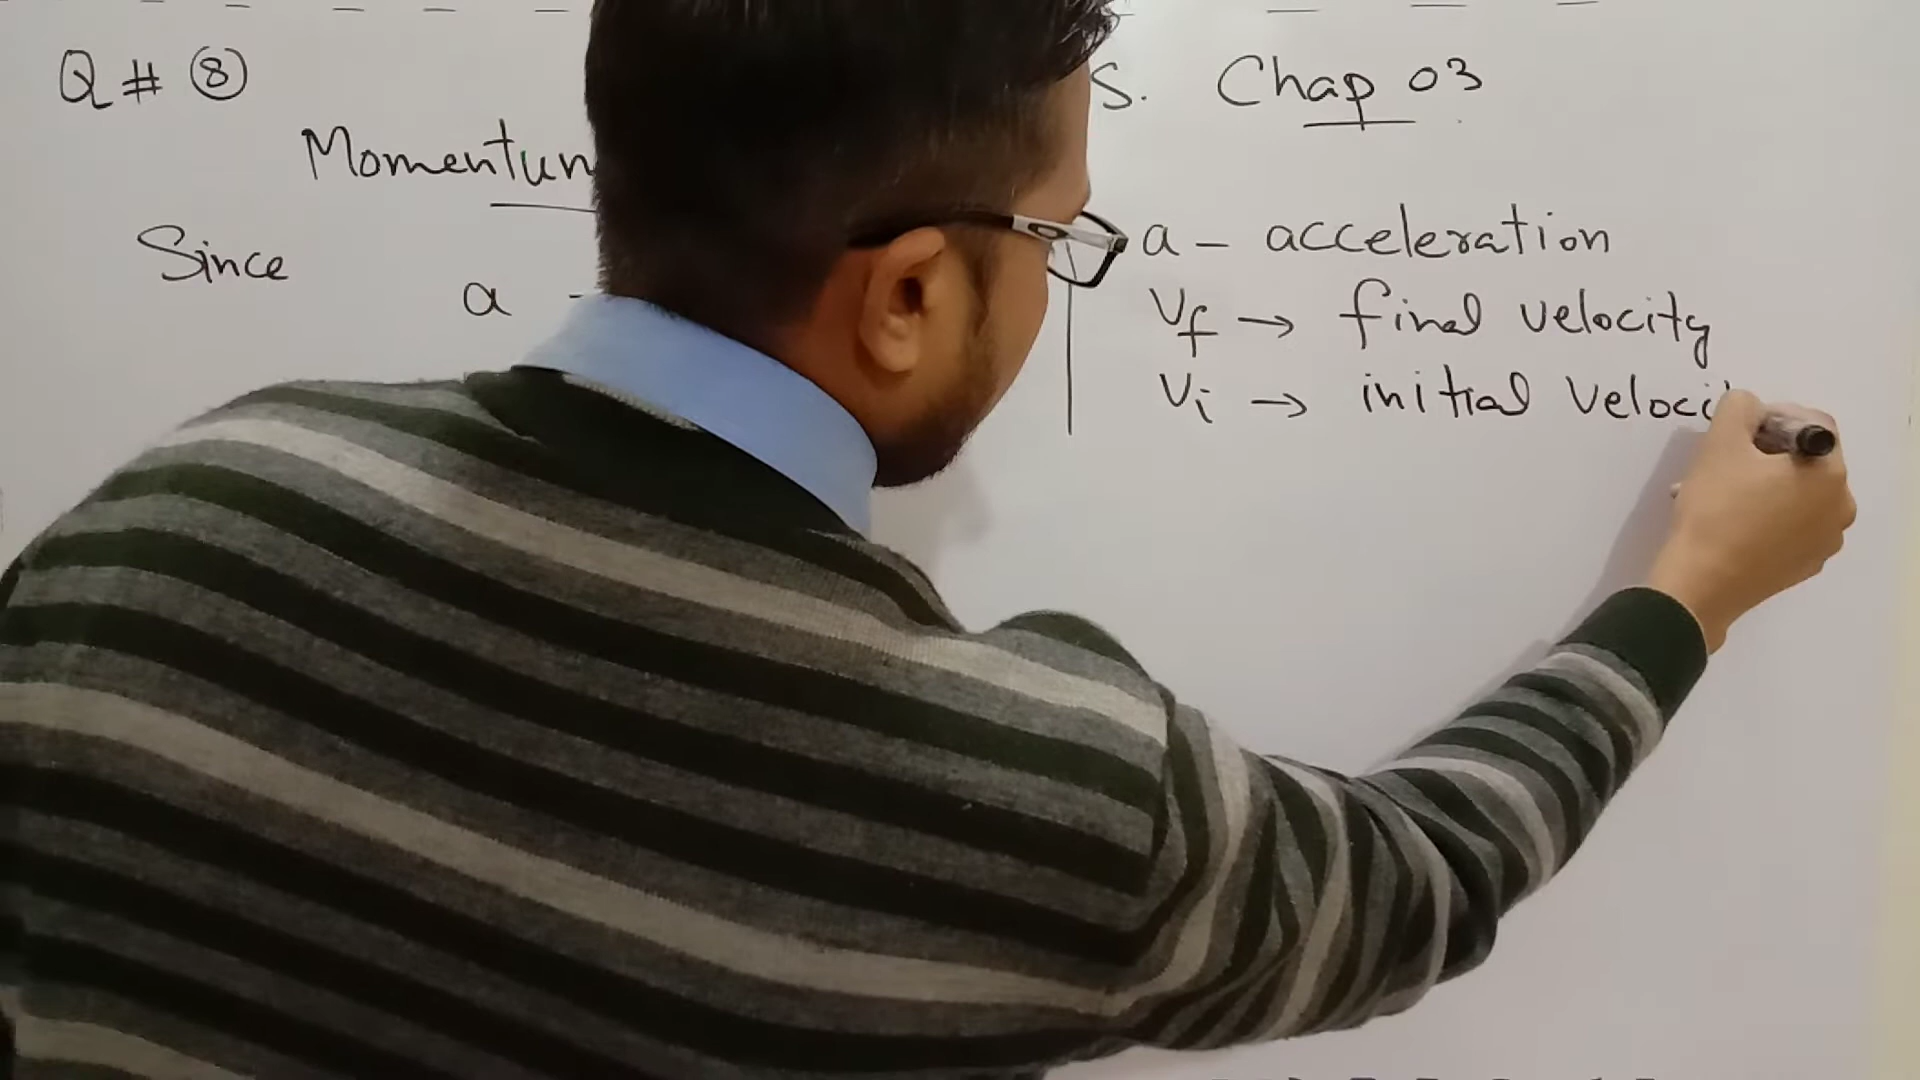 Q # 8
S. Chap 03
Momentum
Since
a -
a - acceleration
vf → final velocity
vi → initial veloci